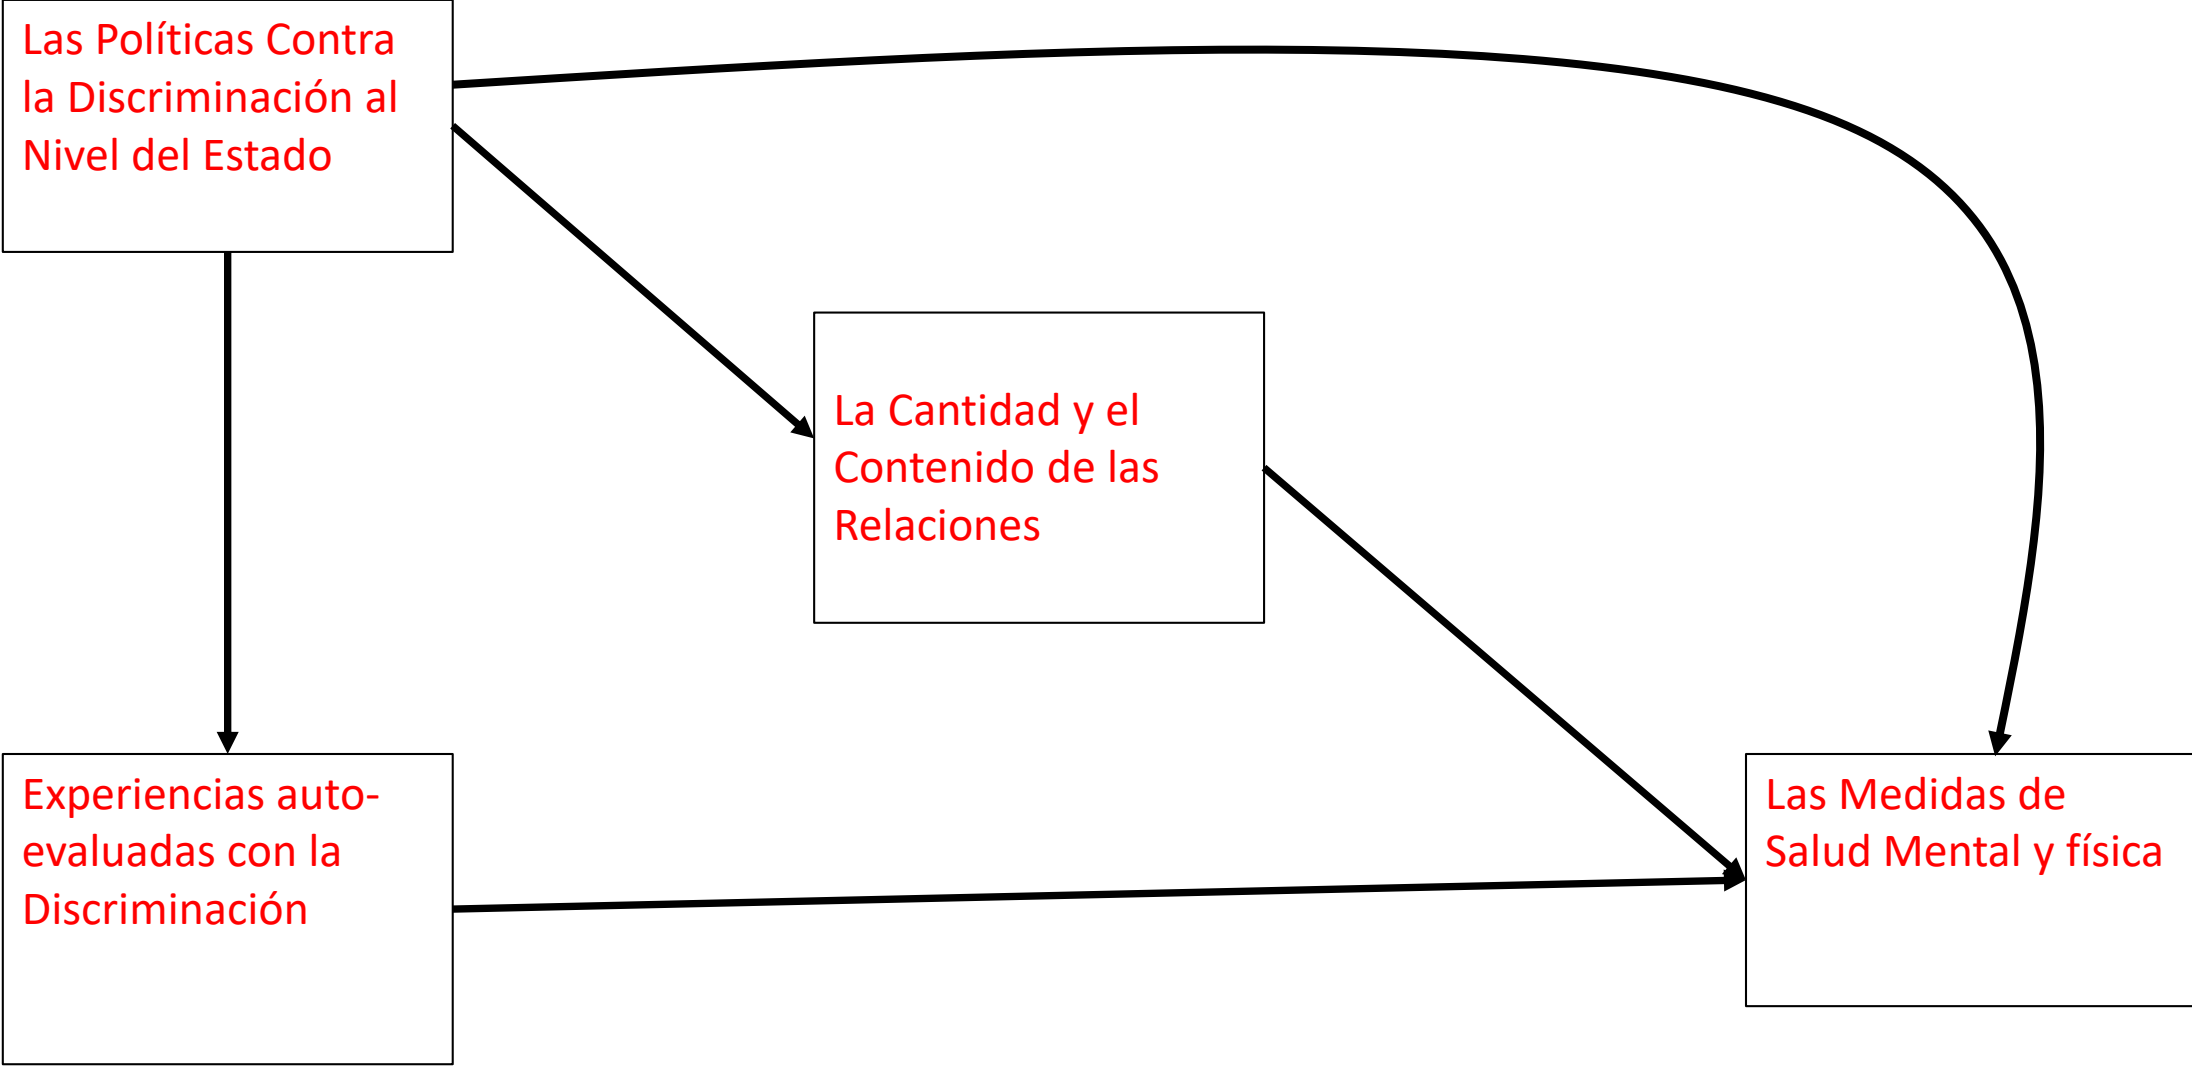 Las Políticas Contra
la Discriminación al
Nivel del Estado
La Cantidad y el
Contenido de las
Relaciones
Experiencias auto-
evaluadas con la
Discriminación
Las Medidas de
Salud Mental y física